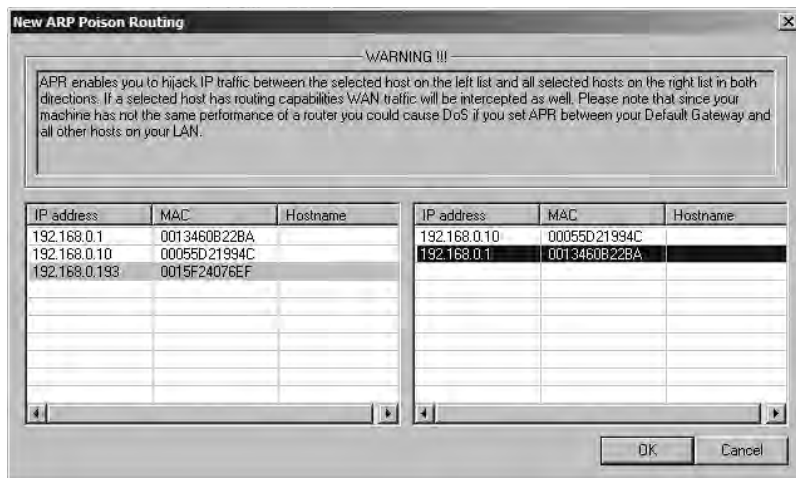 New ARP Poison Routing
WARNING !!!
APR enables you to hijack IP traffic between the selected host on the left list and all selected hosts on the right list in both
directions. If a selected host has routing capabilities WAN traffic will be intercepted as well. Please note that since your
machine has not the same performance of a router you could cause DoS if you set APR between your Default Gateway and
all other hosts on your LAN.
IP address MAC Hostname
192.168.0.1 0013460B22BA
192.168.0.10 00055D21994C
192.168.0.193 0015F24076EF
IP address MAC Hostname
192.168.0.10 00055D21994C
192.168.0.1 0013460B22BA
OK Cancel